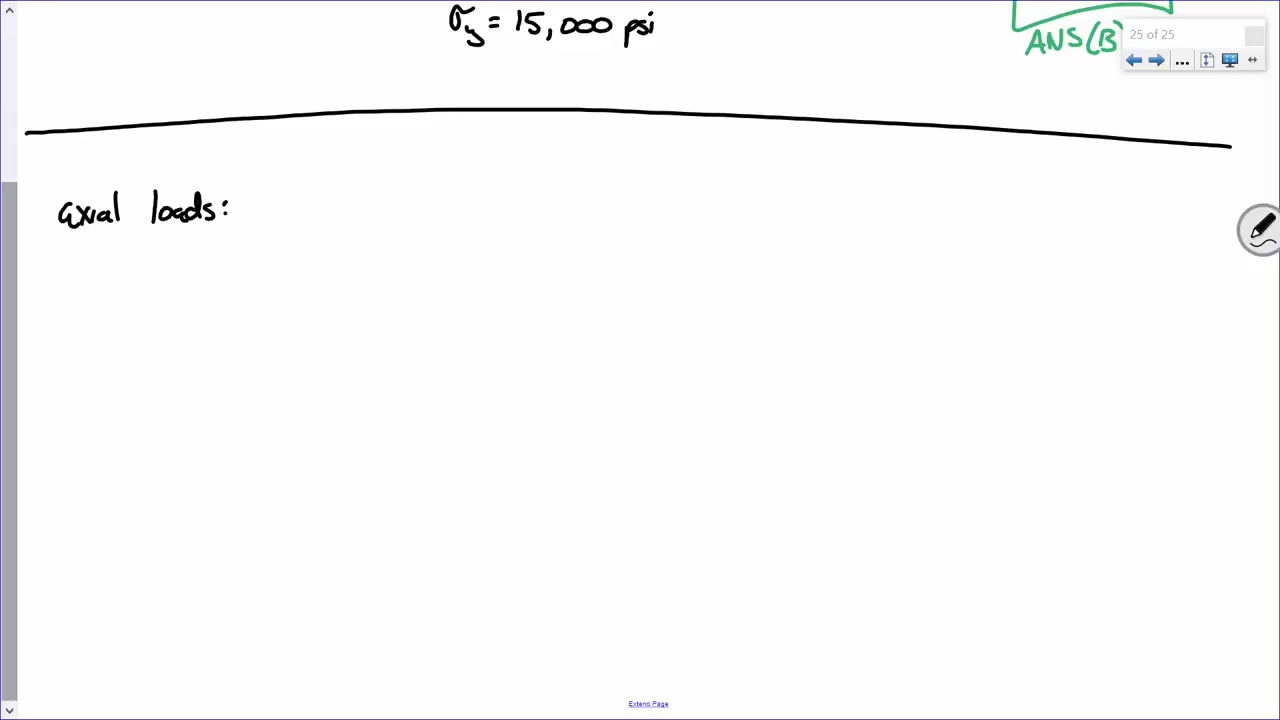 σy = 15,000 psi
ANS(B)
25 of 25
axial loads:
Extend Page